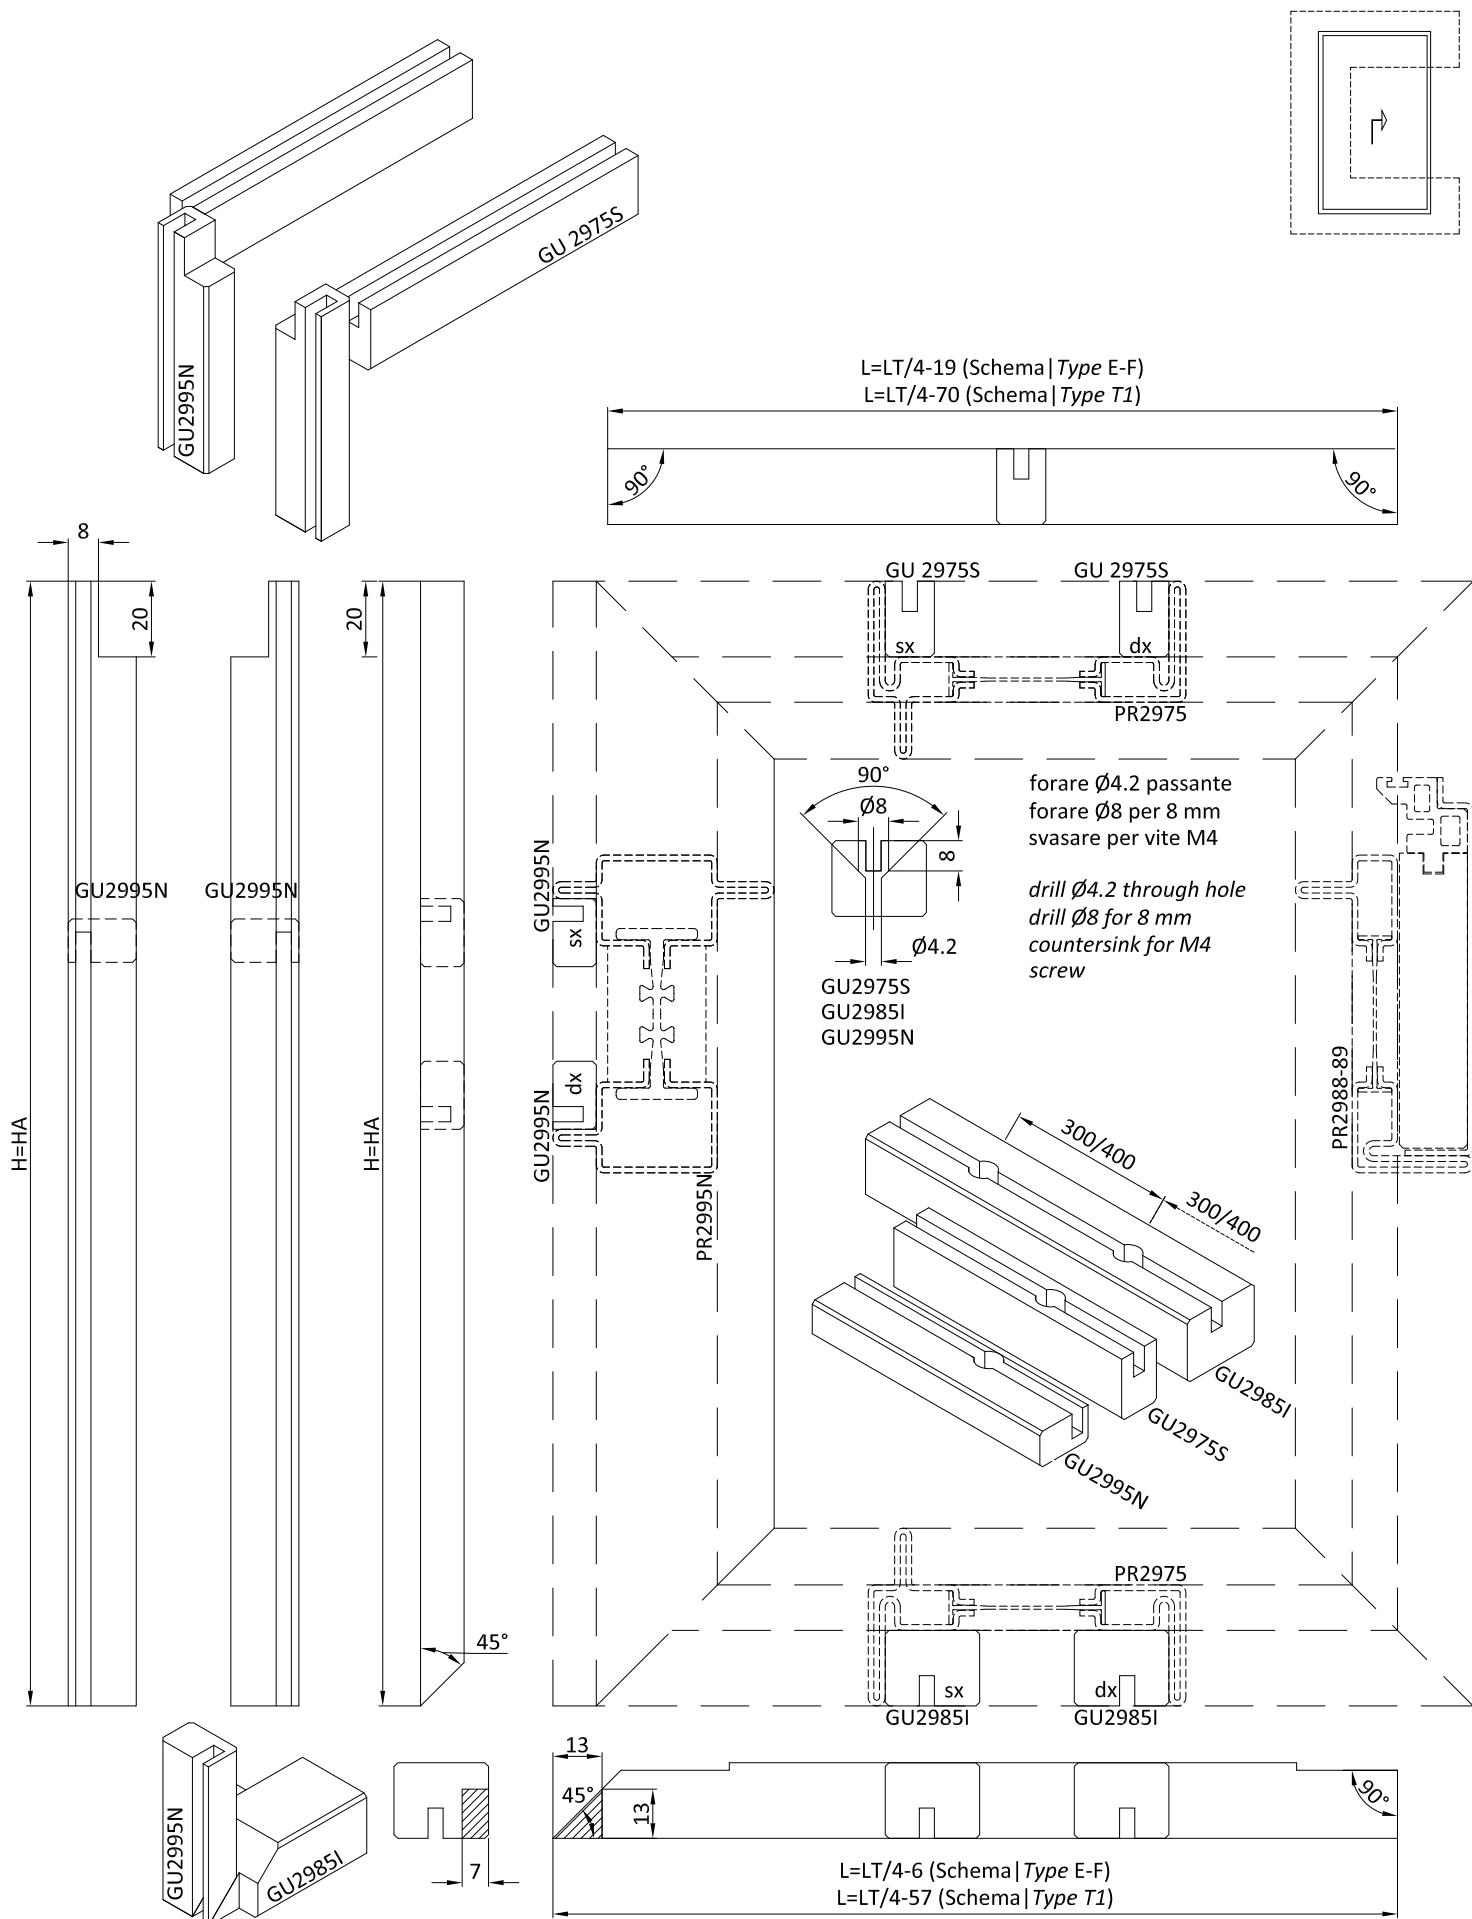 GU 2975S
GU2995N
L=LT/4-19 (Schema|Type E-F)
L=LT/4-70 (Schema|Type T1)
90°
90°
8
20
20
GU 2975S
GU 2975S
sx
dx
PR2975
90°
Ø8
8
Ø4.2
GU2975S
GU2985I
GU2995N
forare Ø4.2 passante
forare Ø8 per 8 mm
svasare per vite M4
drill Ø4.2 through hole
drill Ø8 for 8 mm
countersink for M4
screw
GU2995N
GU2995N
GU2995N
sx
dx
GU2995N
PR2995N
PR2988-89
H=HA
H=HA
300/400
300/400
GU2985I
GU2975S
GU2995N
45°
PR2975
sx
dx
GU2985I
GU2985I
GU2995N
GU2985I
7
13
45°
13
90°
L=LT/4-6 (Schema|Type E-F)
L=LT/4-57 (Schema|Type T1)